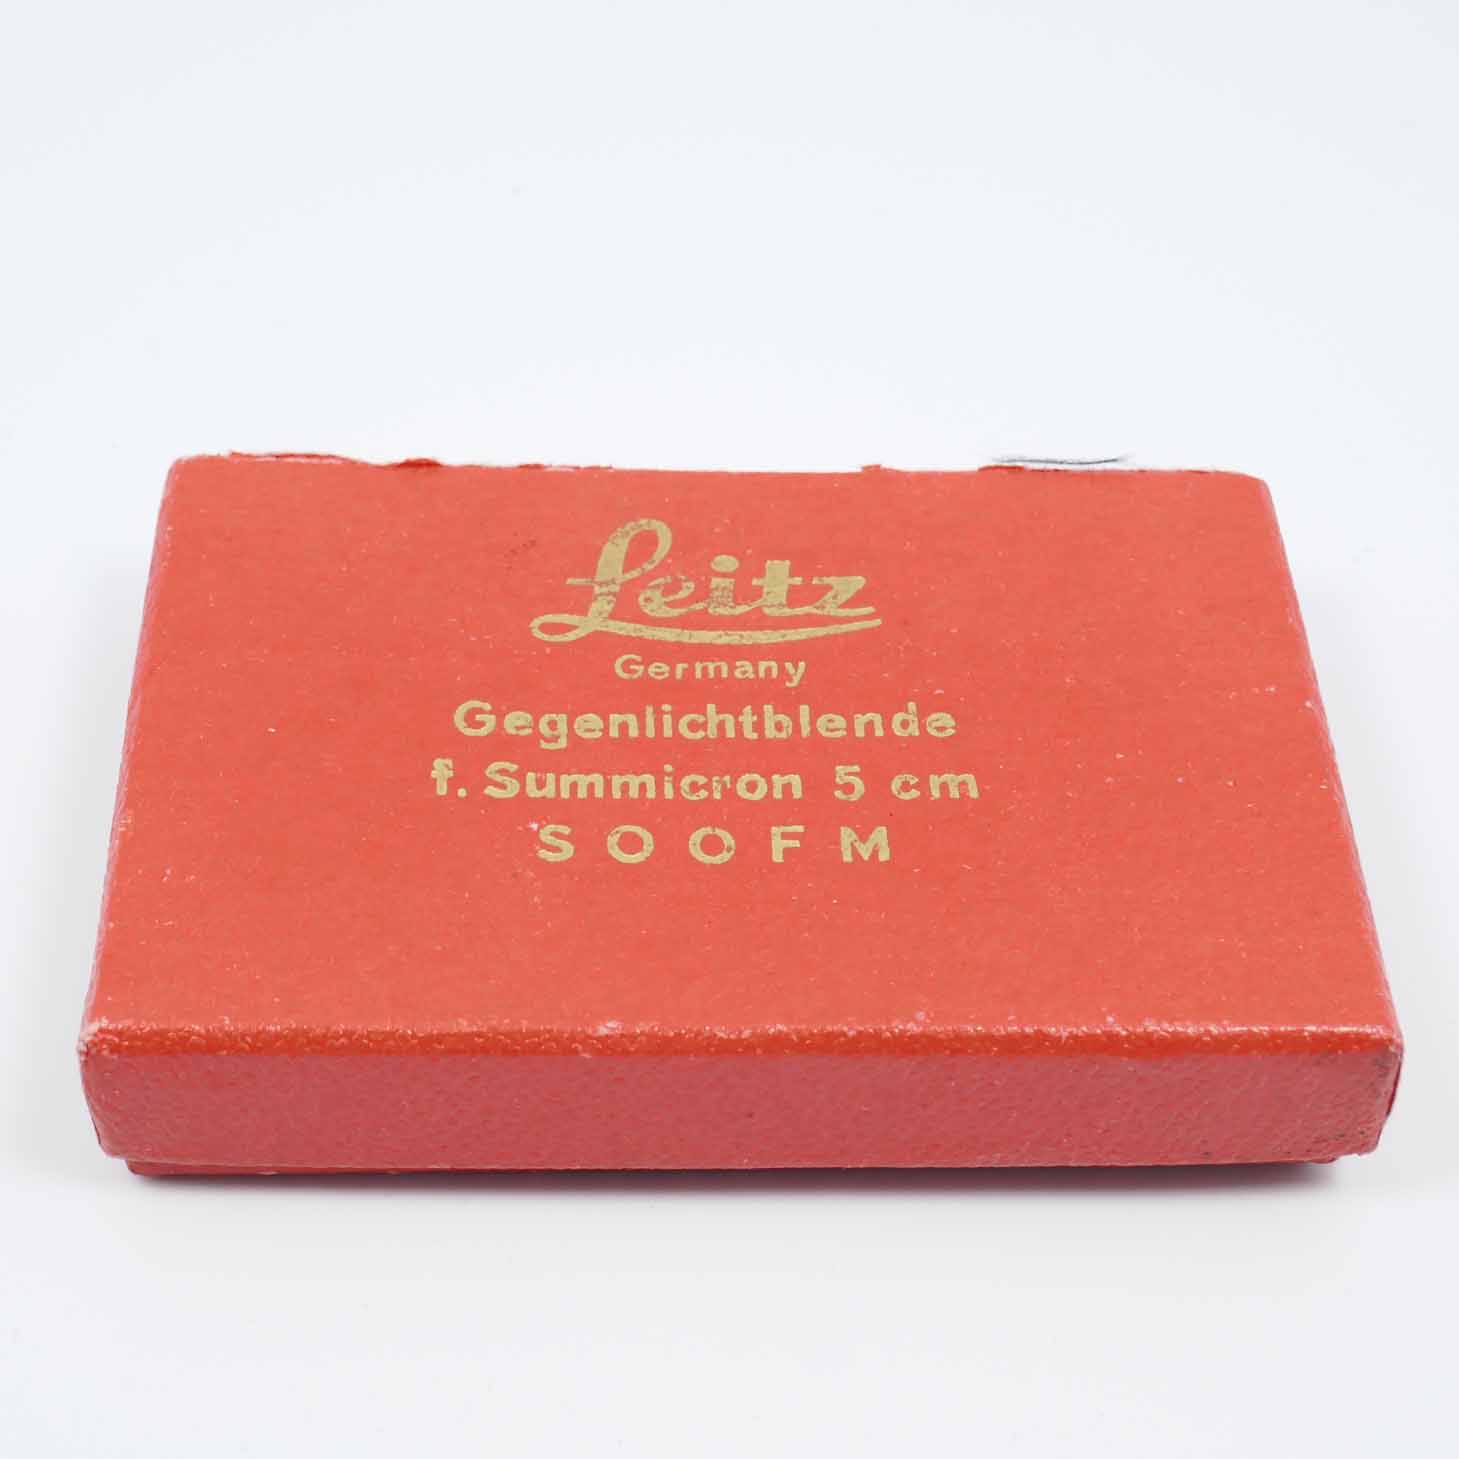 Leitz
Germany
Gegenlichtblende
f. Summicron 5 cm
SOOFM